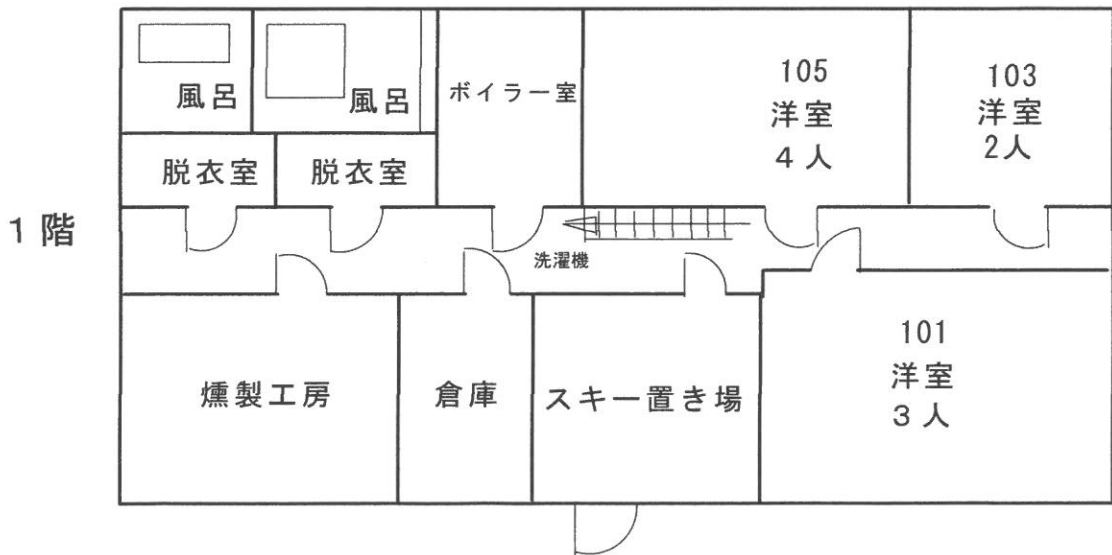 1 階
風呂
風呂
脱衣室
脱衣室
ボイラー室
105
洋室
4 人
103
洋室
2人
洗濯機
燻製工房
倉庫
スキー置き場
101
洋室
3 人